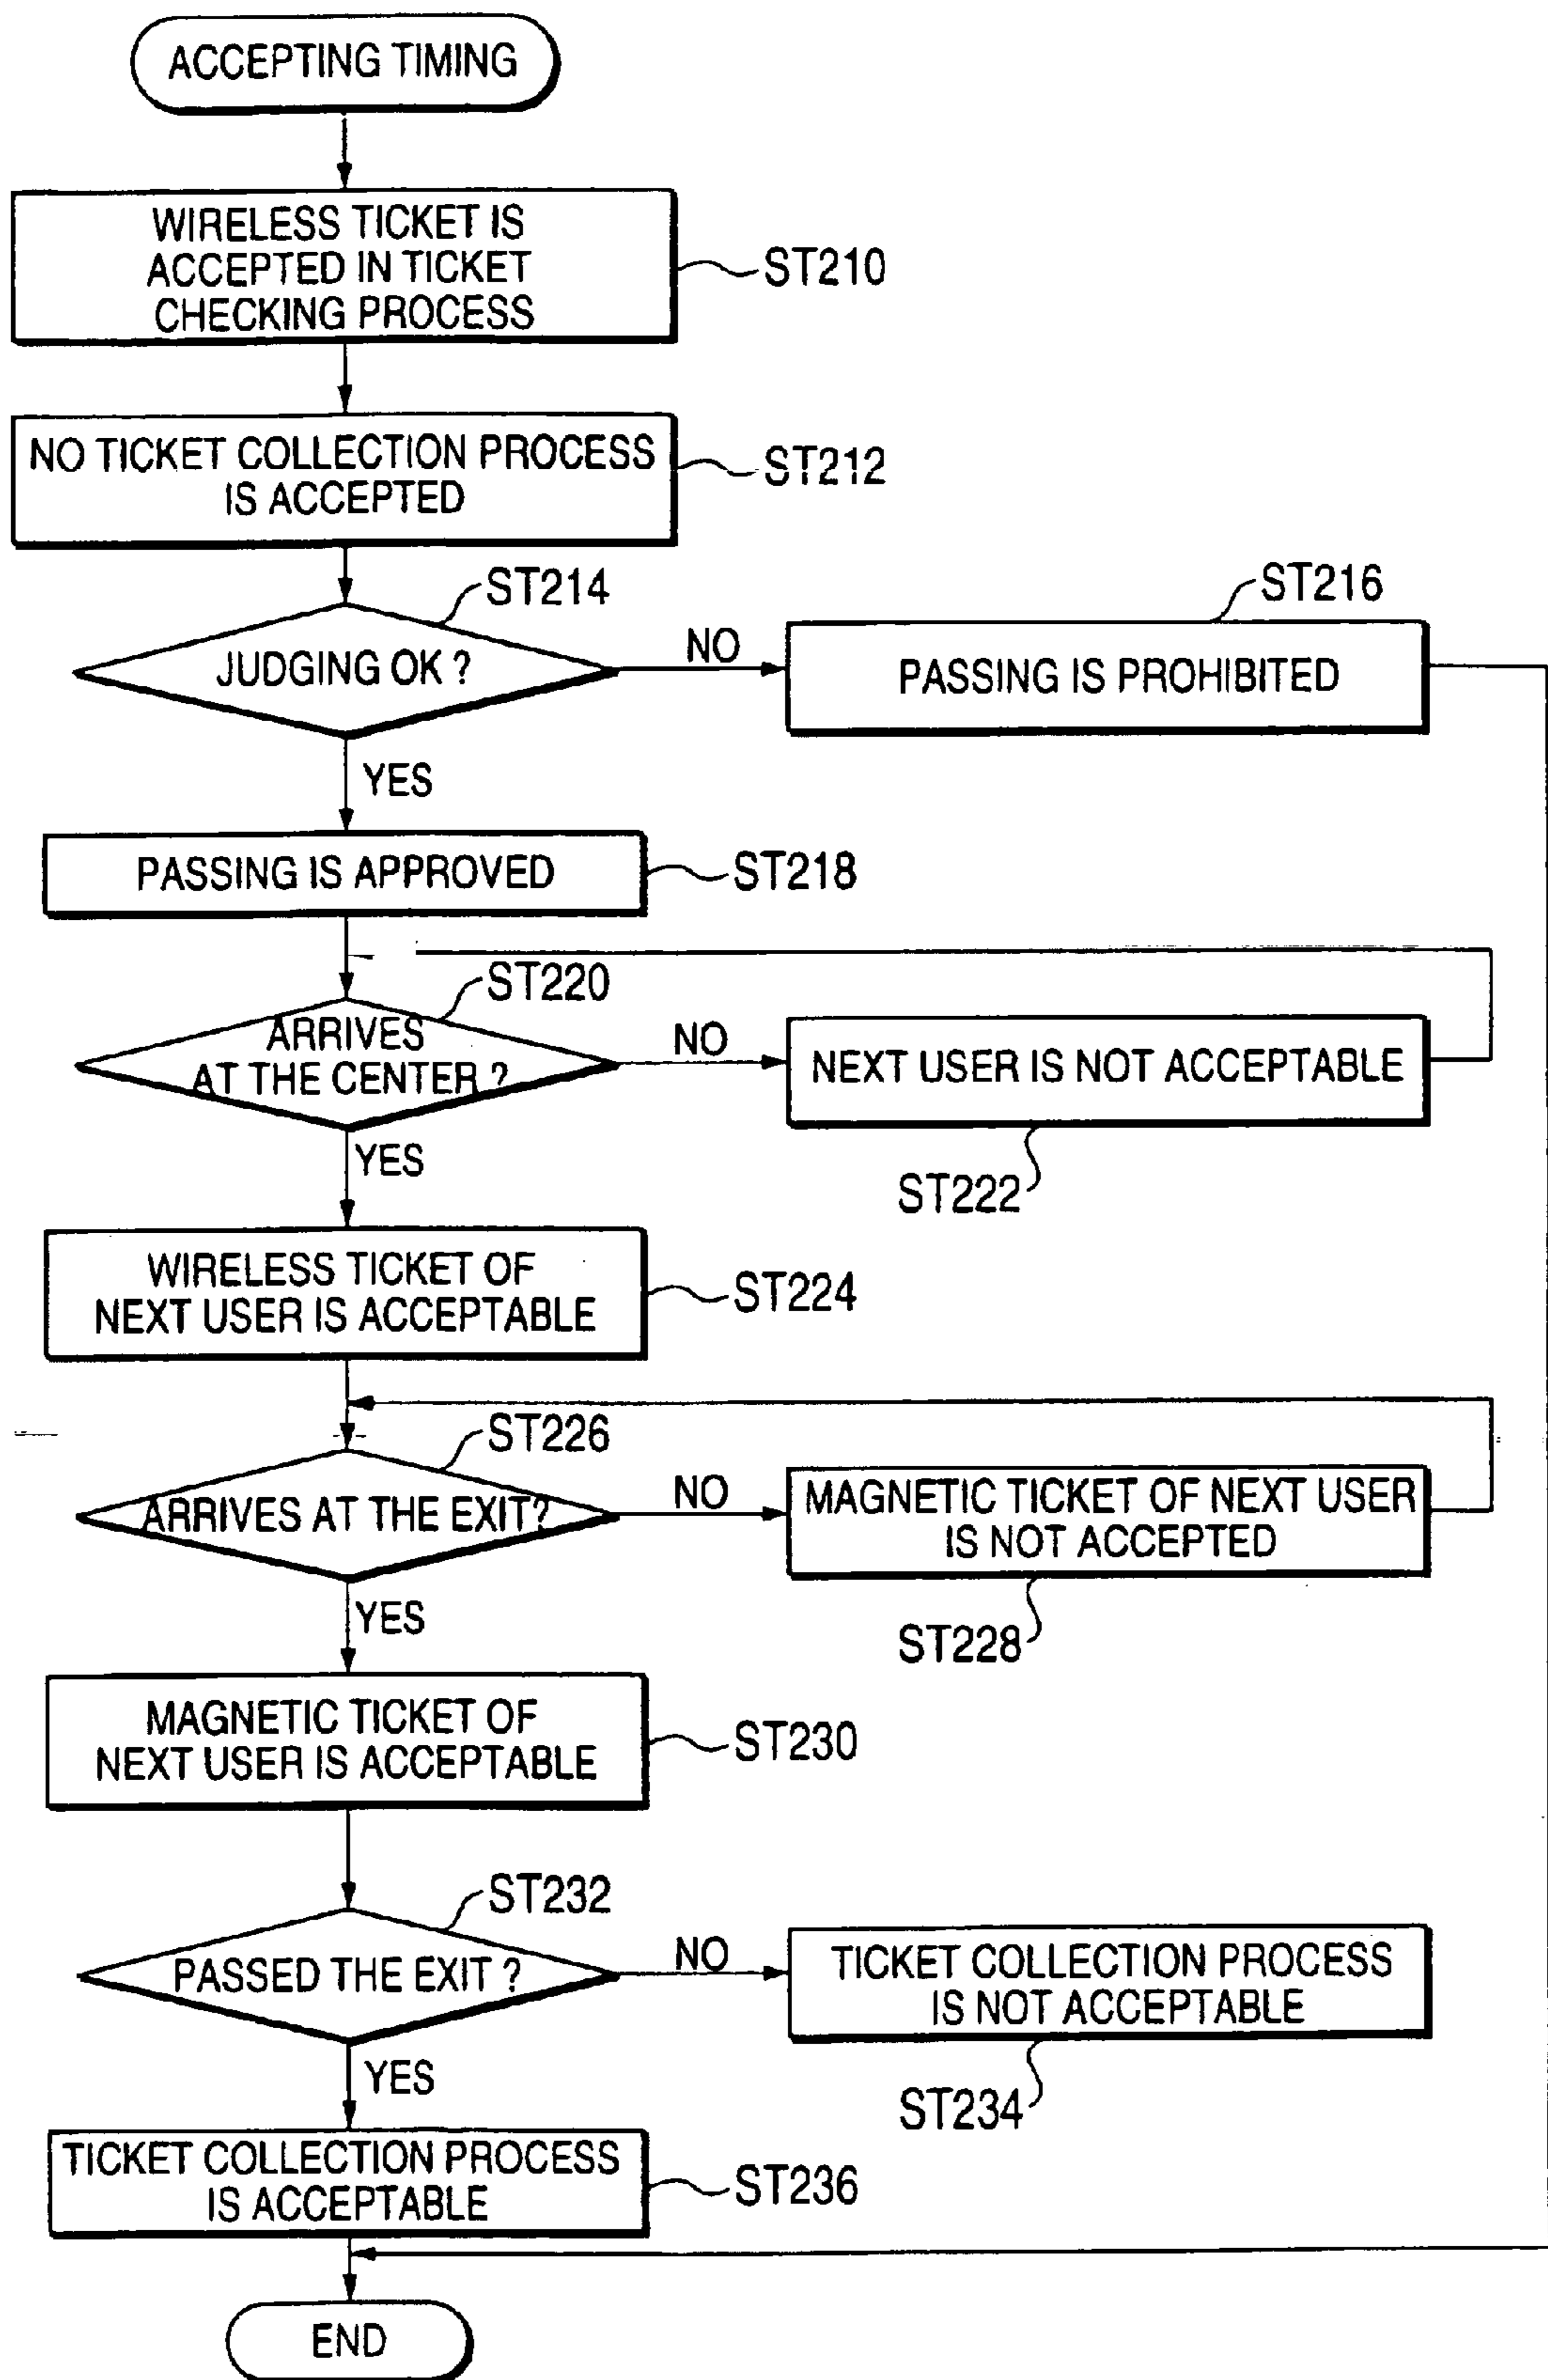 ACCEPTING TIMING
WIRELESS TICKET IS
ACCEPTED IN TICKET
CHECKING PROCESS
ST210
NO TICKET COLLECTION PROCESS
IS ACCEPTED
ST212
ST214
JUDGING OK ?
NO
ST216
PASSING IS PROHIBITED
YES
PASSING IS APPROVED
ST218
ST220
ARRIVES
AT THE CENTER ?
NO
NEXT USER IS NOT ACCEPTABLE
ST222
YES
WIRELESS TICKET OF
NEXT USER IS ACCEPTABLE
ST224
ST226
ARRIVES AT THE EXIT?
NO
MAGNETIC TICKET OF NEXT USER
IS NOT ACCEPTED
ST228
YES
MAGNETIC TICKET OF
NEXT USER IS ACCEPTABLE
ST230
ST232
PASSED THE EXIT ?
NO
TICKET COLLECTION PROCESS
IS NOT ACCEPTABLE
ST234
YES
TICKET COLLECTION PROCESS
IS ACCEPTABLE
ST236
END